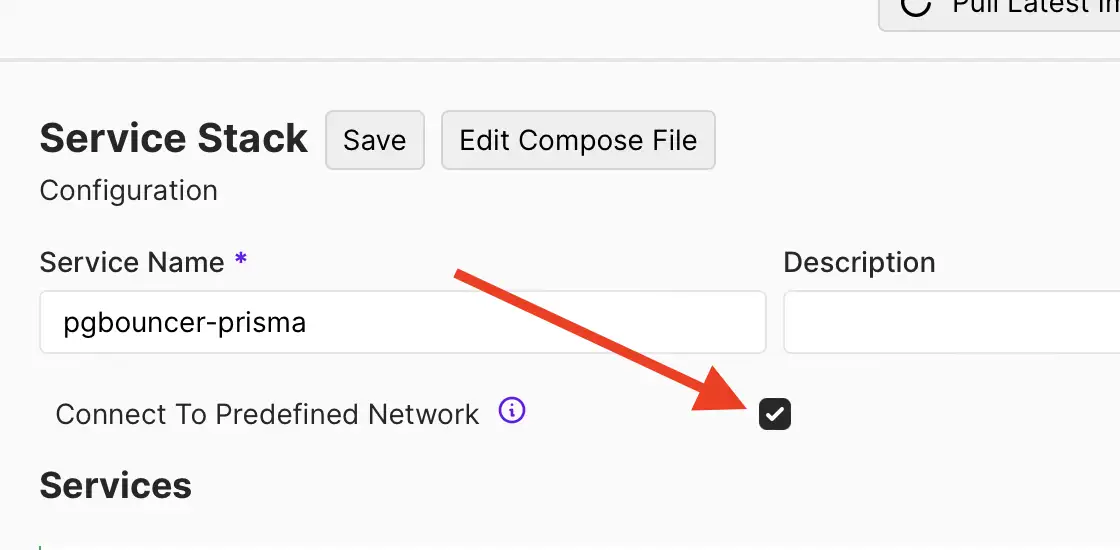 Pull Latest
Service Stack
Save
Edit Compose File
Configuration
Service Name *
Description
pgbouncer-prisma
Connect To Predefined Network
Services